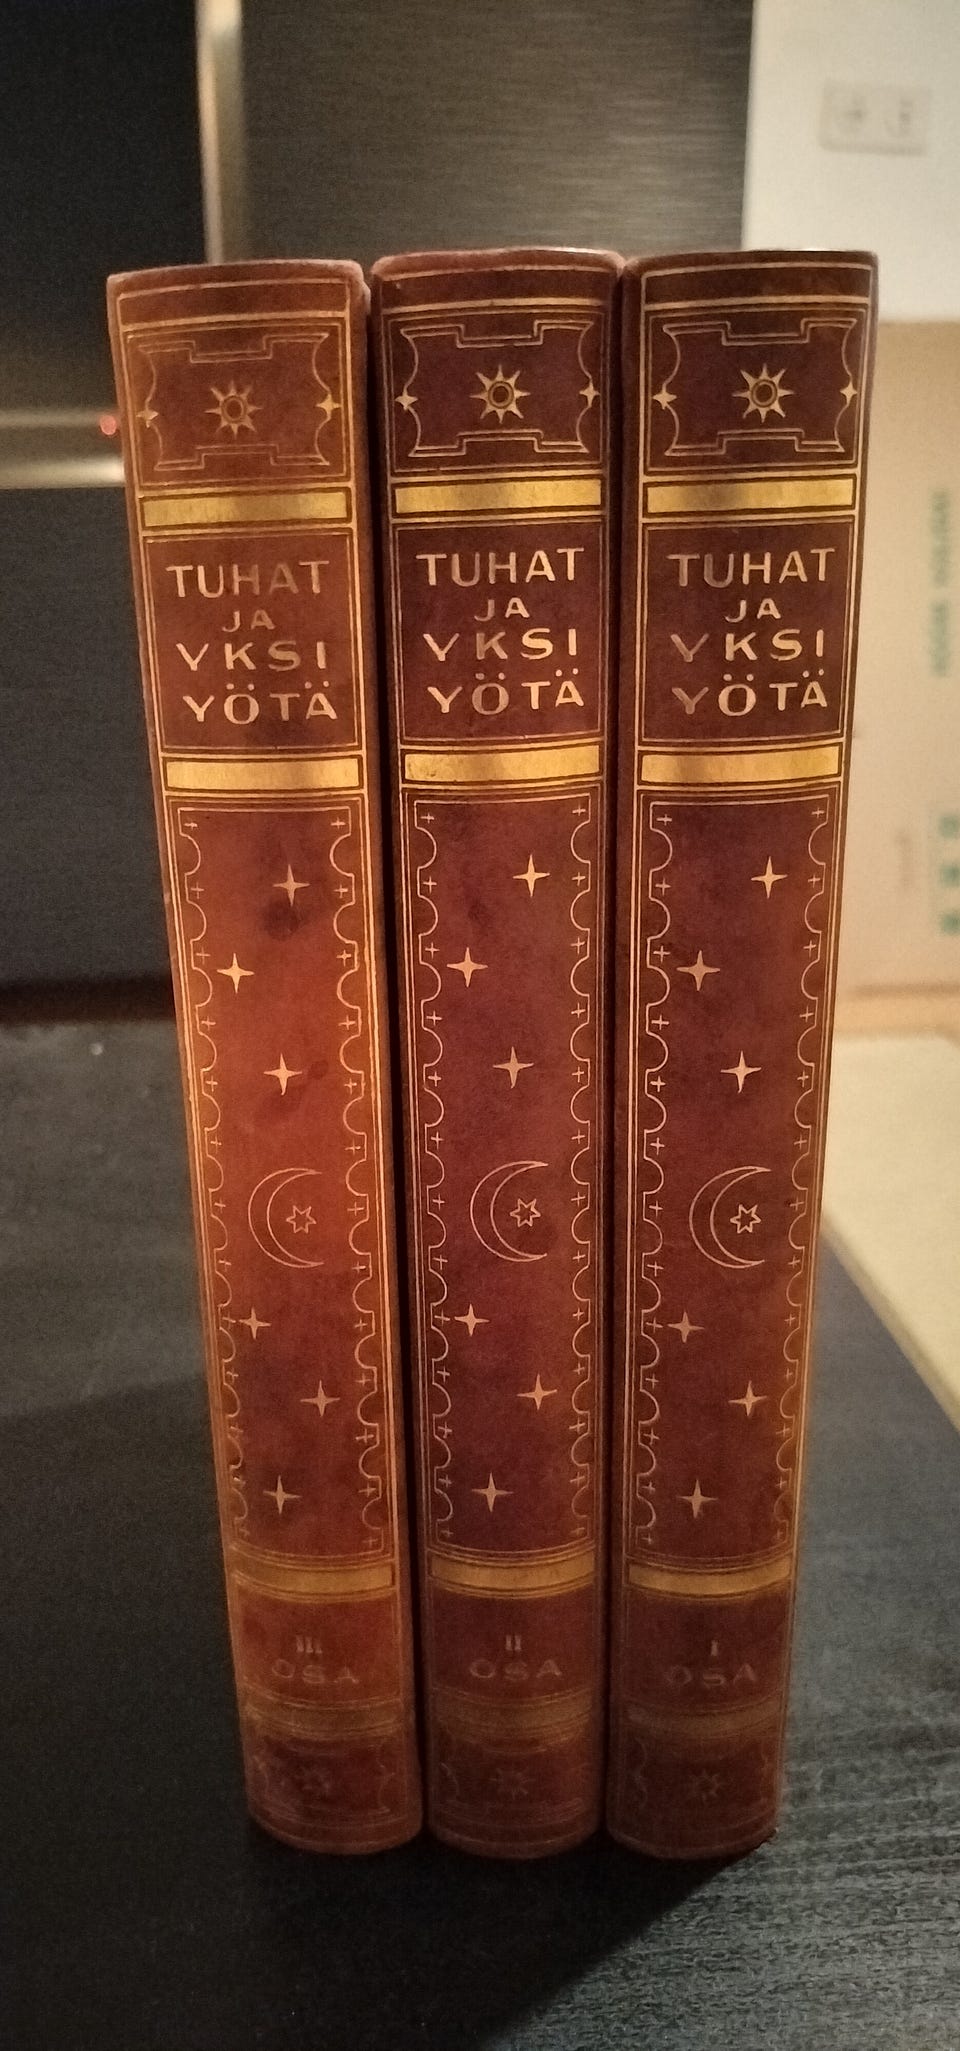 TUHAT
JA
YKSI
YÖTÄ
III
OSA
TUHAT
JA
YKSI
YÖTÄ
II
OSA
TUHAT
JA
YKSI
YÖTÄ
I
OSA